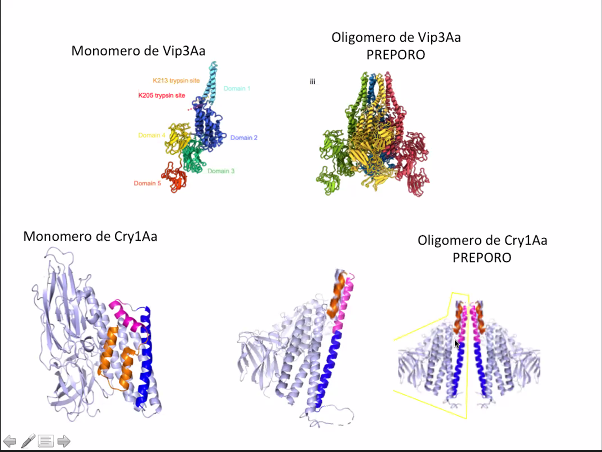 Monomero de Vip3Aa
Oligomero de Vip3Aa
PREPORO
K213 trypsin site
K205 trypsin site
Domain 1
Domain 4
Domain 2
Domain 3
Domain 5
iii
Monomero de Cry1Aa
Oligomero de Cry1Aa
PREPORO